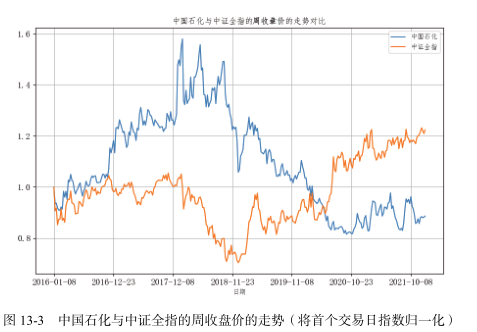 中国石化与中证全指的周收盘价的走势对比
中国石化
中证全指
1.6
1.4
1.2
1.0
0.8
2016-01-08 2016-12-23 2017-12-08 2018-11-23 2019-11-08 2020-10-23 2021-10-08
日期
图 13-3 中国石化与中证全指的周收盘价的走势（将首个交易日指数归一化）